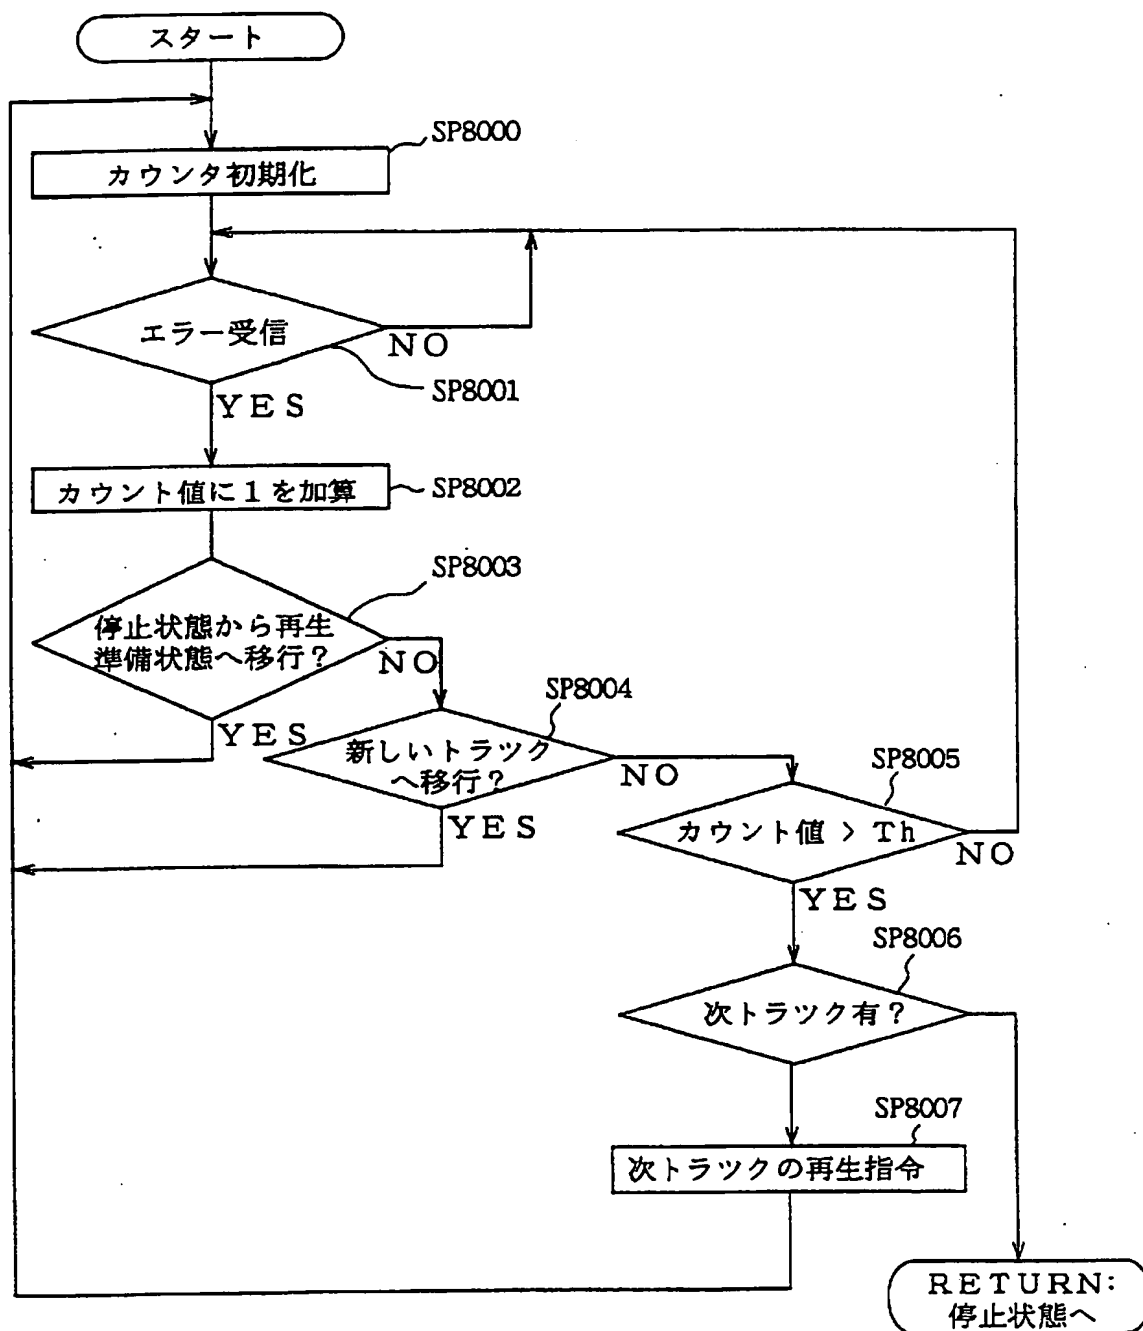 スタート
SP8000
カウンタ初期化
エラー受信
NO
SP8001
YES
カウント値に1を加算
SP8002
SP8003
停止状態から再生
準備状態へ移行?
NO
YES
SP8004
新しいトラック
へ移行?
NO
YES
SP8005
カウント値 > Th
NO
YES
SP8006
次トラック有?
SP8007
次トラックの再生指令
RETURN:
停止状態へ